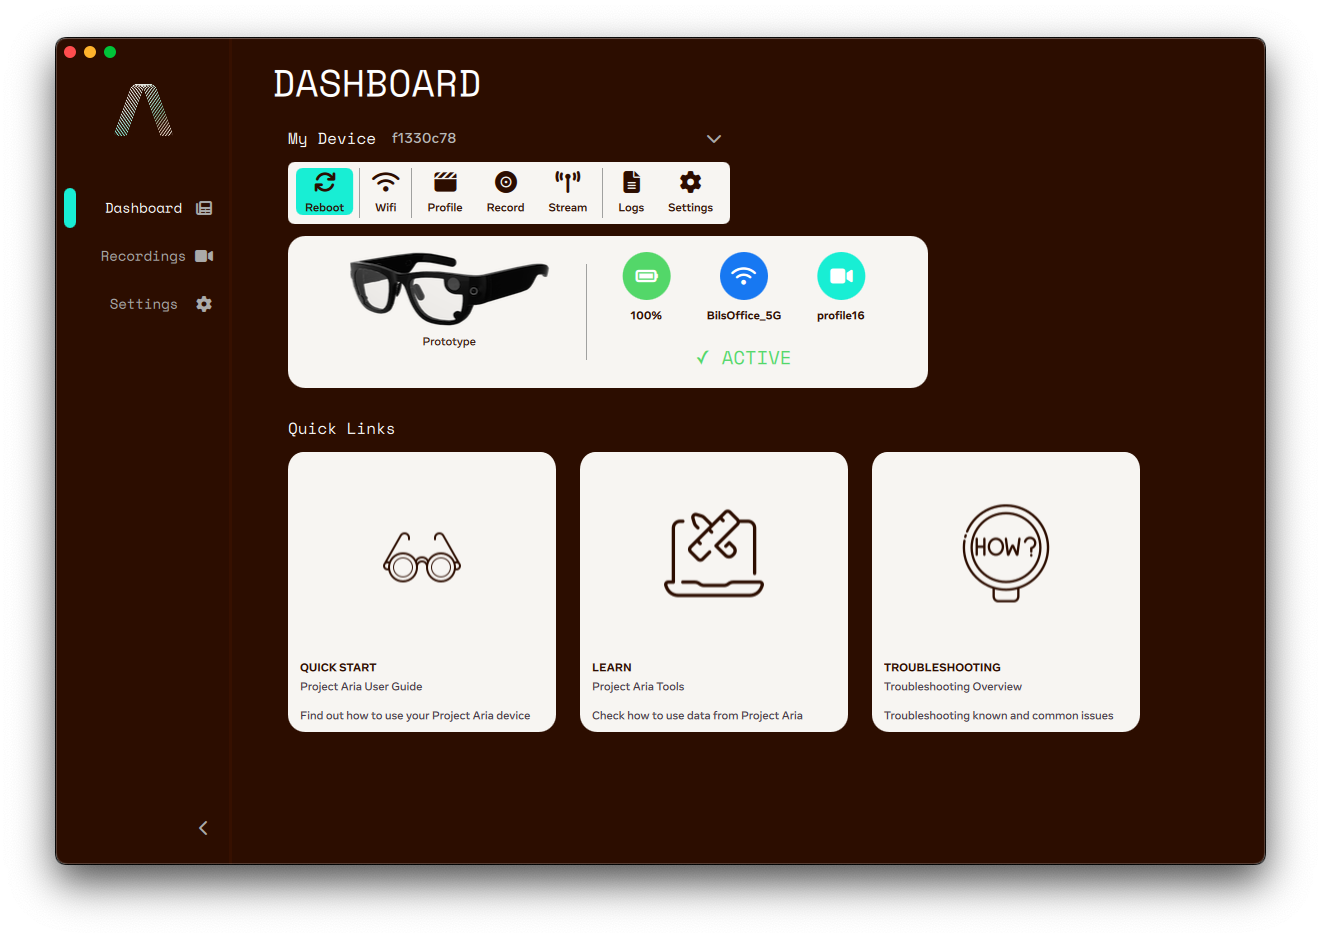 DASHBOARD
My Device f1330c78
Reboot Wifi Profile Record Stream Logs Settings
Dashboard
Recordings
Settings
100% BilsOffice_5G profile16
Prototype
✓ ACTIVE
Quick Links
HOW?
QUICK START
Project Aria User Guide
Find out how to use your Project Aria device
LEARN
Project Aria Tools
Check how to use data from Project Aria
TROUBLESHOOTING
Troubleshooting Overview
Troubleshooting known and common issues